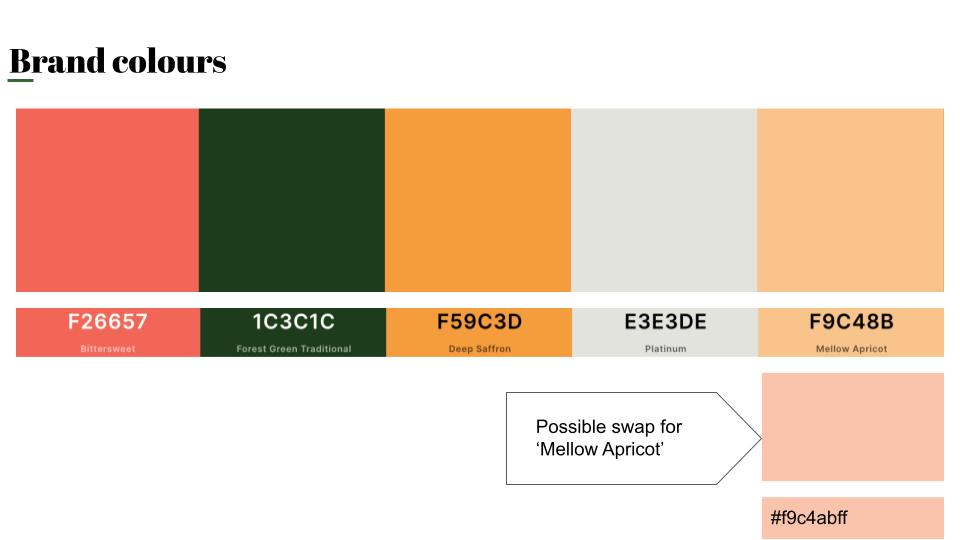 Brand colours
F26657
Bittersweet
1C3C1C
Forest Green Traditional
F59C3D
Deep Saffron
E3E3DE
Platinum
F9C48B
Mellow Apricot
Possible swap for
‘Mellow Apricot’
#f9c4abff